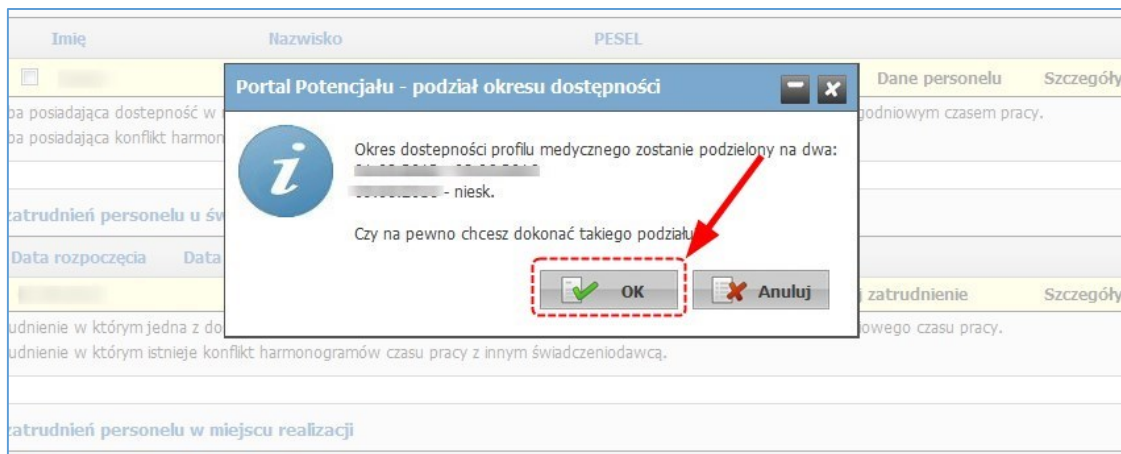 Imię Nazwisko PESEL
Portal Potencjału - podział okresu dostępności
Dane personelu Szczegóły
ba posiadająca dostepność w godniowym czasem pracy.
ba posiadająca konflikt harmon
Okres dostepności profilu medycznego zostanie podzielony na dwa:
- niesk.
Czy na pewno chcesz dokonać takiego podziału
zatrudnień personelu u św
Data rozpoczęcia Data
OK Anuluj
j zatrudnienie Szczegóły
udnienie w którym jedna z do iowego czasu pracy.
udnienie w którym istnieje konflikt harmonogramów czasu pracy z innym świadczeniodawcą.
zatrudnień personelu w miejscu realizacji